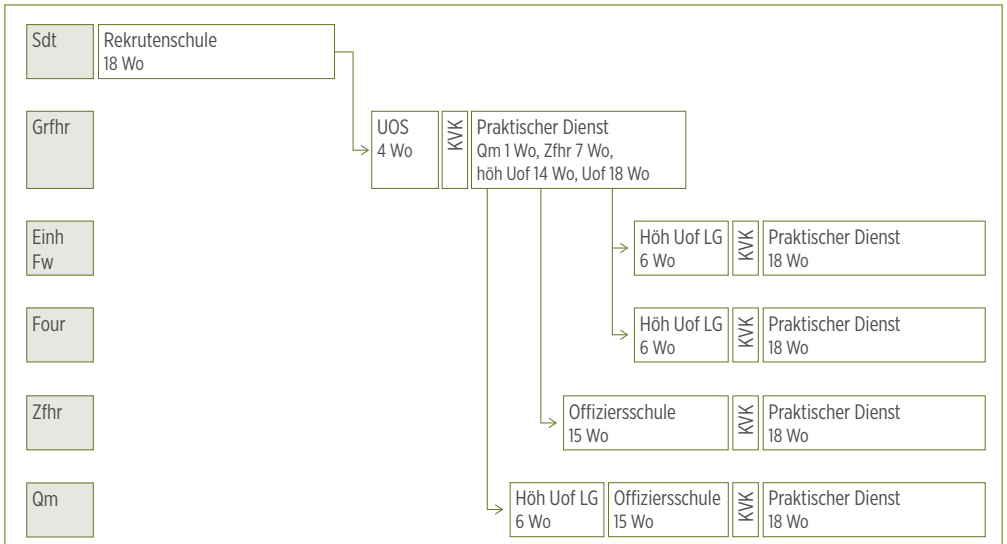 Sdt
Rekrutenschule
18 Wo
Grfhr
UOS
4 Wo
KVK
Praktischer Dienst
Qm 1 Wo, Zfhr 7 Wo,
höh Uof 14 Wo, Uof 18 Wo
Einh
Fw
Höh Uof LG
6 Wo
KVK
Praktischer Dienst
18 Wo
Four
Höh Uof LG
6 Wo
KVK
Praktischer Dienst
18 Wo
Zfhr
Offiziersschule
15 Wo
KVK
Praktischer Dienst
18 Wo
Qm
Höh Uof LG
6 Wo
Offiziersschule
15 Wo
KVK
Praktischer Dienst
18 Wo